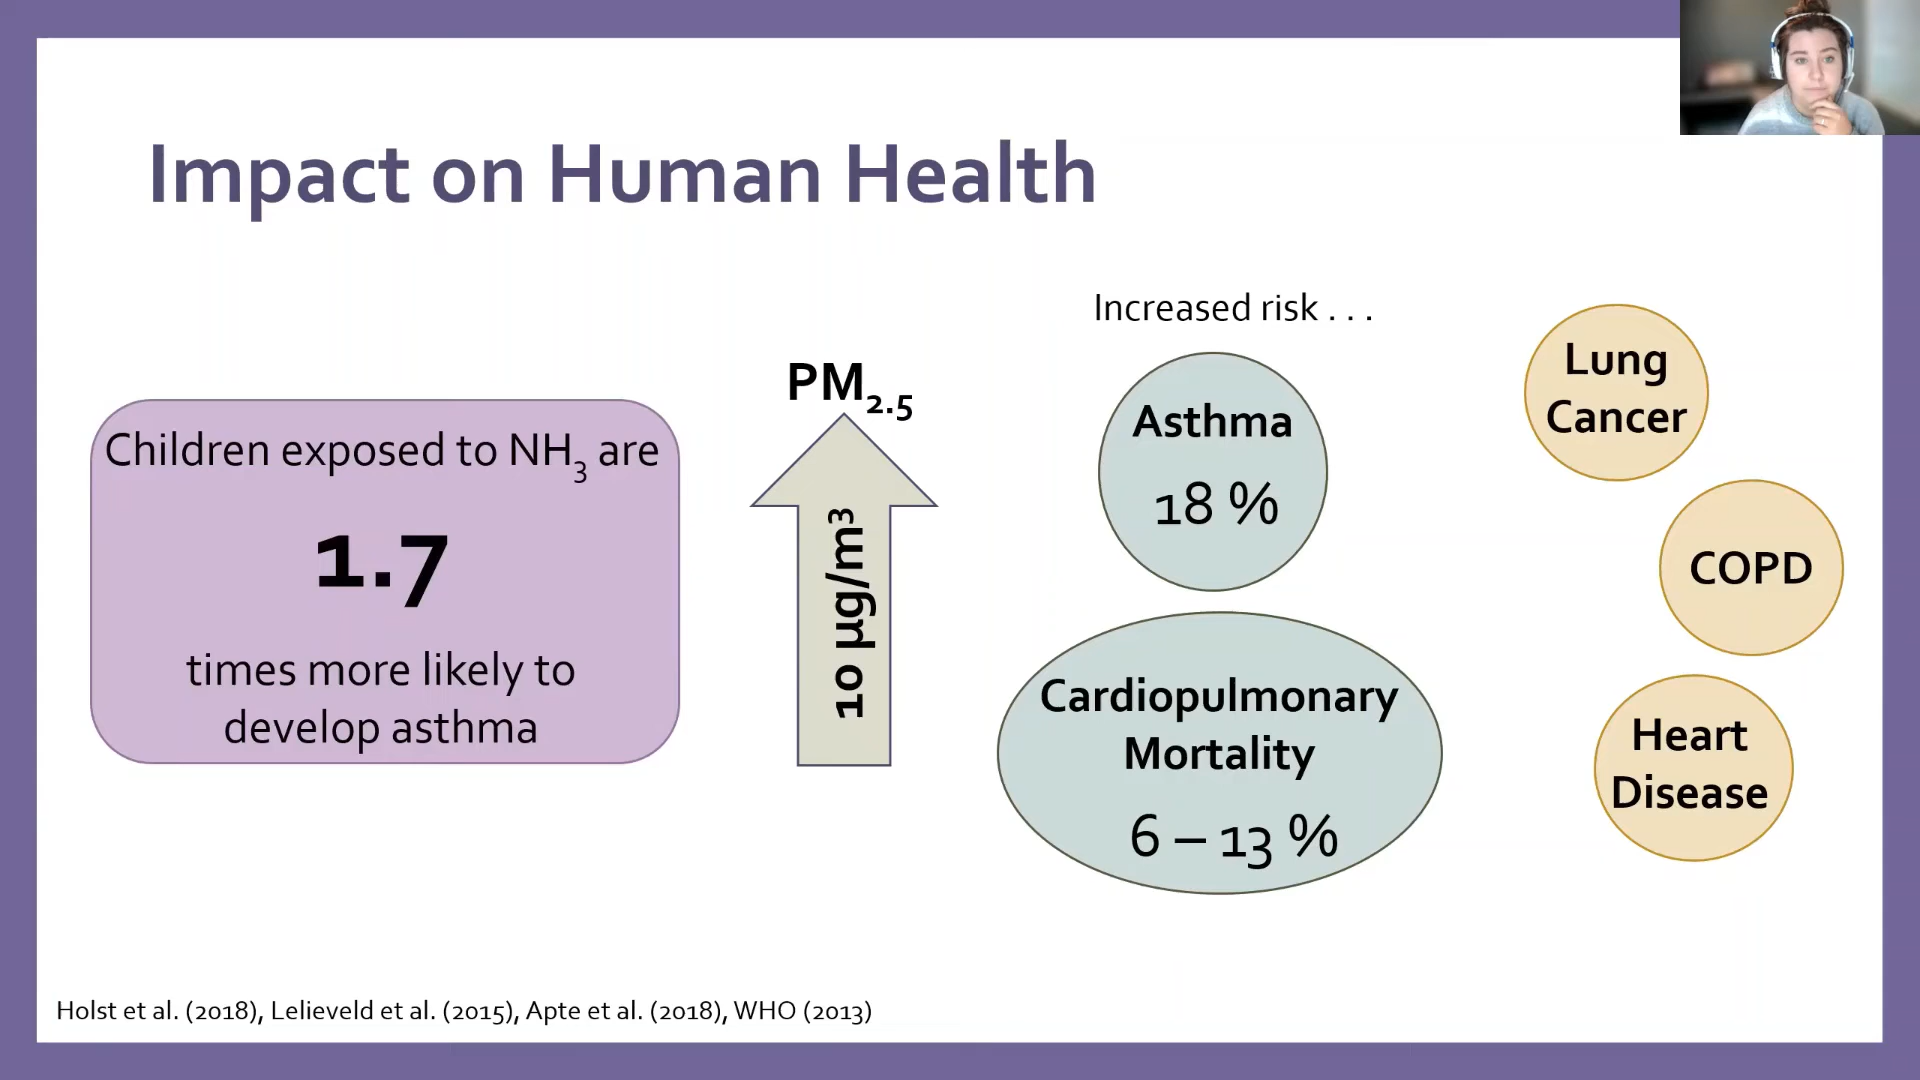 Impact on Human Health
Children exposed to NH₃ are
1.7
times more likely to
develop asthma
PM₂.₅
10 µg/m³
Increased risk . . .
Asthma
18 %
Cardiopulmonary
Mortality
6 – 13 %
Lung
Cancer
COPD
Heart
Disease
Holst et al. (2018), Lelieveld et al. (2015), Apte et al. (2018), WHO (2013)